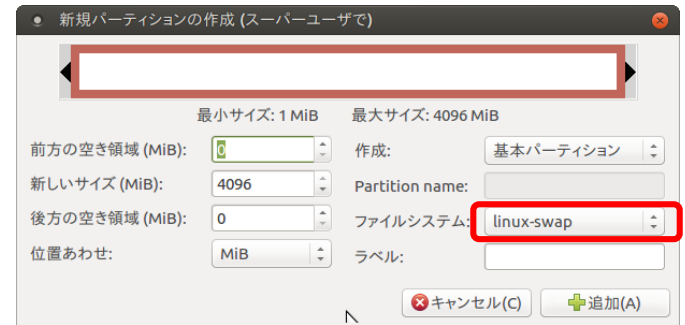 新規パーティションの作成 (スーパーユーザで)
最小サイズ: 1 MiB 最大サイズ: 4096 MiB
前方の空き領域 (MiB): 0 作成: 基本パーティション
新しいサイズ (MiB): 4096 Partition name:
後方の空き領域 (MiB): 0 ファイルシステム: linux-swap
位置あわせ: MiB ラベル:
キャンセル(C) 追加(A)